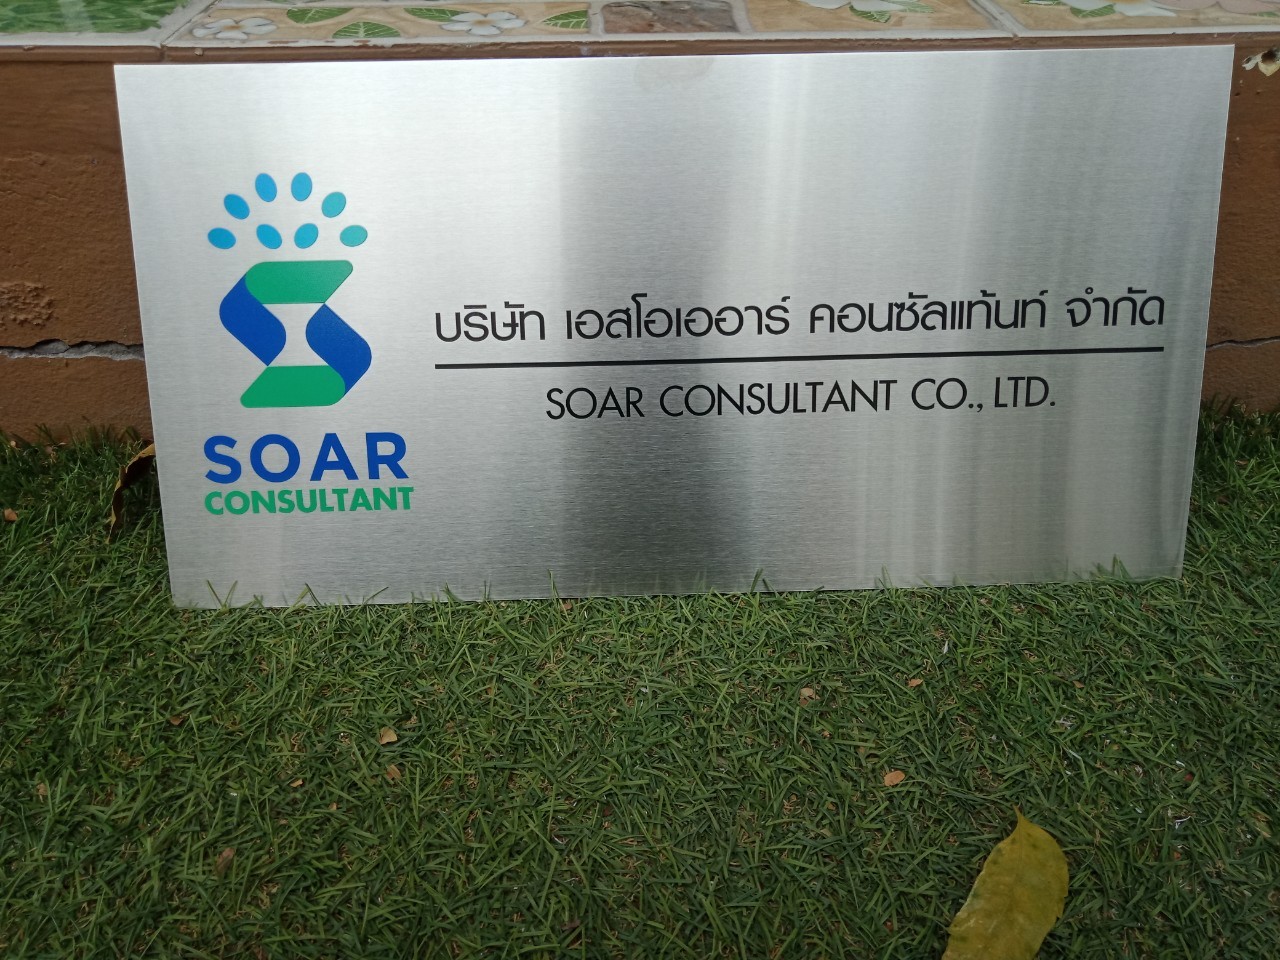 SOAR
CONSULTANT
บริษัท เอสโอเออาร์ คอนซัลแท้นท์ จำกัด
SOAR CONSULTANT CO., LTD.